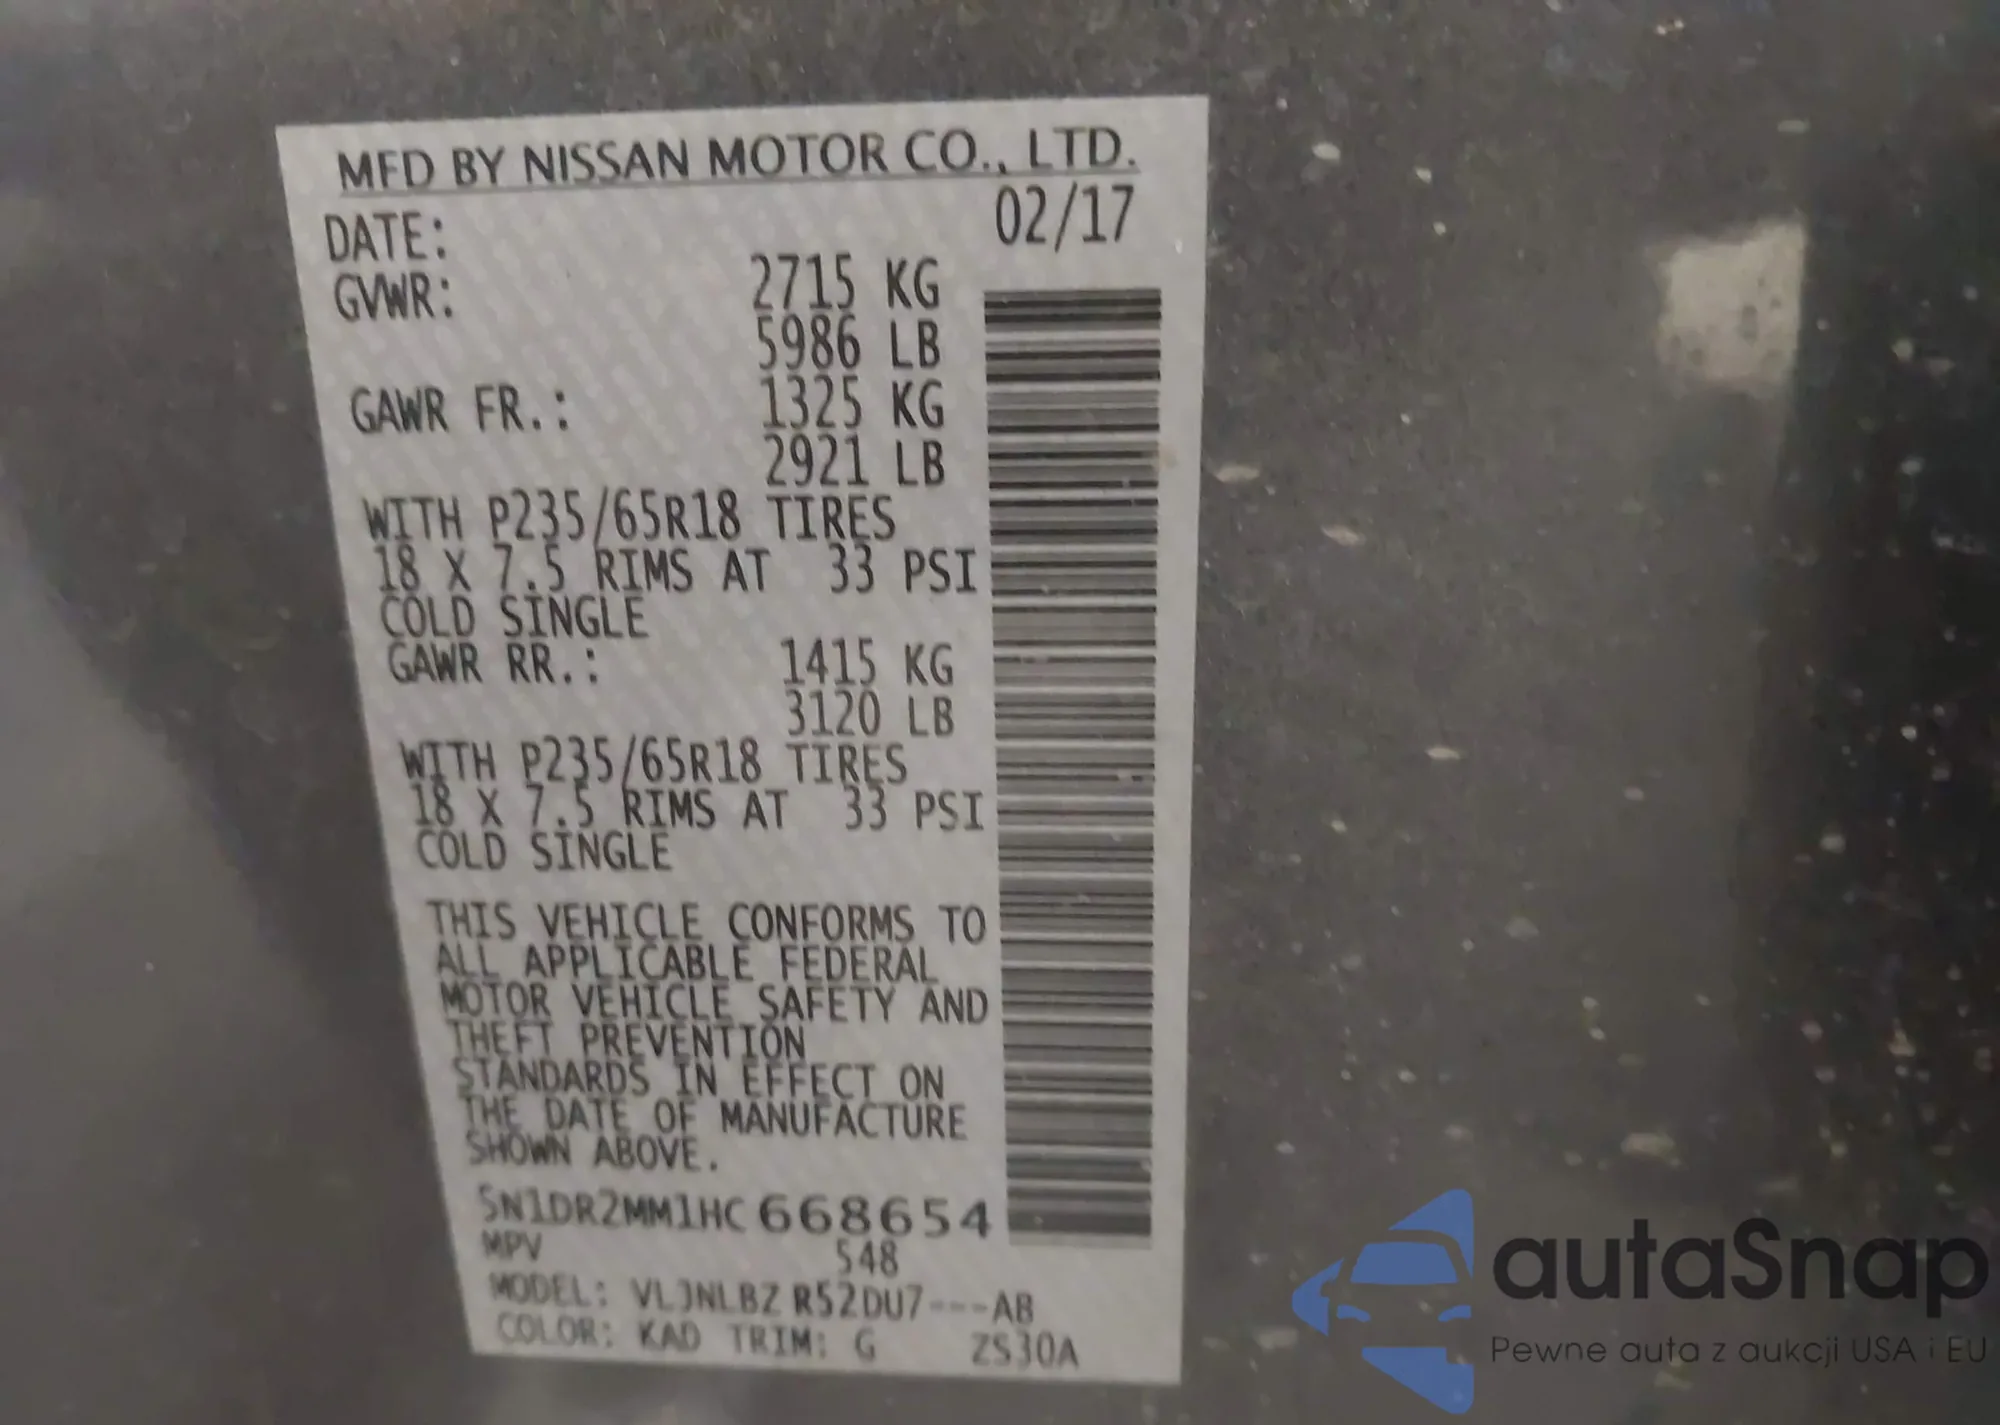 MFD BY NISSAN MOTOR CO., LTD.
DATE: 02/17
GVWR: 2715 KG
5986 LB
GAWR FR.: 1325 KG
2921 LB
WITH P235/65R18 TIRES
18 X 7.5 RIMS AT 33 PSI
COLD SINGLE
GAWR RR.: 1415 KG
3120 LB
WITH P235/65R18 TIRES
18 X 7.5 RIMS AT 33 PSI
COLD SINGLE
THIS VEHICLE CONFORMS TO
ALL APPLICABLE FEDERAL
MOTOR VEHICLE SAFETY AND
THEFT PREVENTION
STANDARDS IN EFFECT ON
THE DATE OF MANUFACTURE
SHOWN ABOVE.
5N1DR2MM1HC668654
MPV 548
MODEL: VLJNLBZ R52DU7---AB
COLOR: KAD TRIM: G ZS30A
autaSnap
Pewne auta z aukcji USA i EU